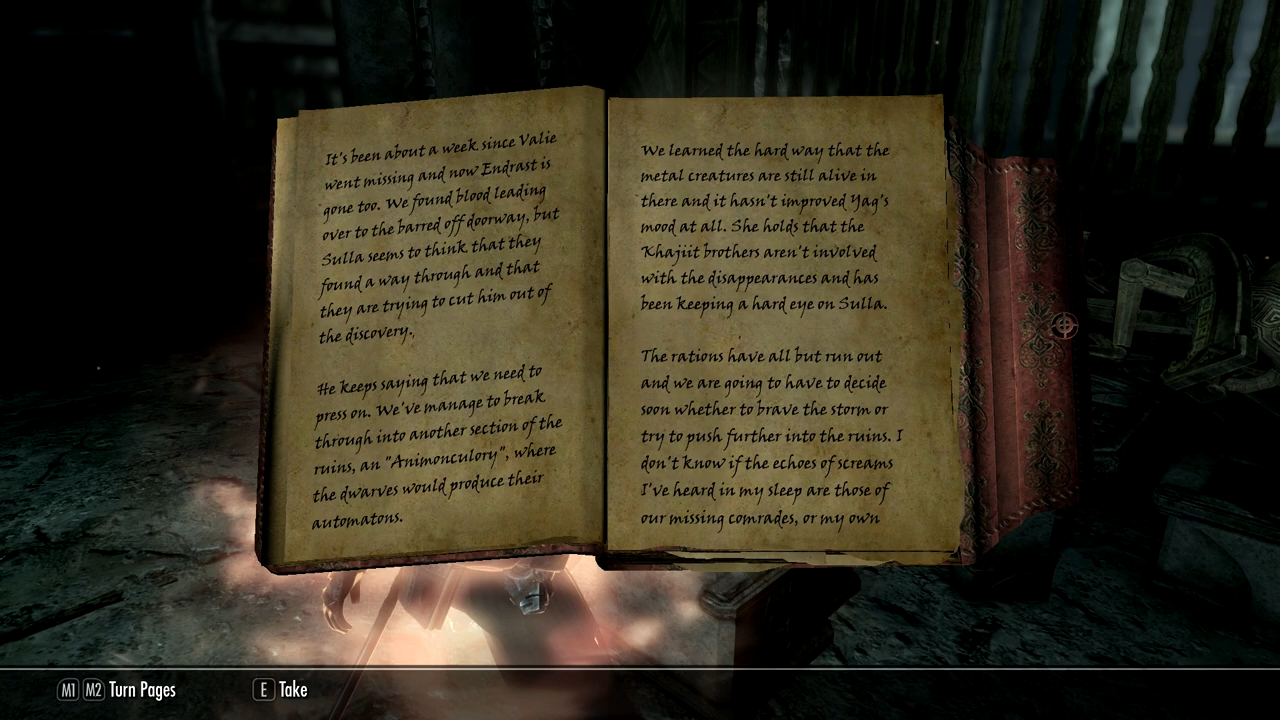 It's been about a week since Valie
went missing and now Endrast is
gone too. We found blood leading
over to the barred off doorway, but
Sulla seems to think that they
found a way through and that
they are trying to cut him out of
the discovery.
He keeps saying that we need to
press on. We've manage to break
through into another section of the
ruins, an "Animonculory", where
the dwarves would produce their
automatons.
We learned the hard way that the
metal creatures are still alive in
there and it hasn't improved Yag's
mood at all. She holds that the
Khajiit brothers aren't involved
with the disappearances and has
been keeping a hard eye on Sulla.
The rations have all but run out
and we are going to have to decide
soon whether to brave the storm or
try to push further into the ruins. I
don't know if the echoes of screams
I've heard in my sleep are those of
our missing comrades, or my own
M1 M2 Turn Pages
E Take